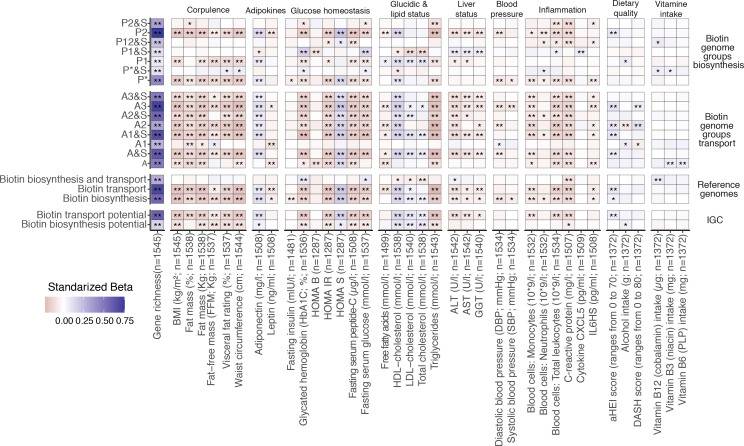 Corpulence
Adipokines
Glucose homeostasis
Glucidic &
lipid status
Liver
status
Blood
pressure
Inflammation
Dietary
quality
Vitamine
intake
P2&S
P2
P12&S
P1&S
P1
P*&S
P*
Biotin
genome
groups
biosynthesis
A3&S
A3
A2&S
A2
A1&S
A1
A&S
A
Biotin
genome
groups
transport
Biotin biosynthesis and transport
Biotin transport
Biotin biosynthesis
Reference
genomes
Biotin transport potential
Biotin biosynthesis potential
IGC
Standarized Beta
0.00 0.25 0.50 0.75
Gene richness(n=1545)
BMI (kg/m²; n=1545)
Fat mass (%; n=1538)
Fat mass (Kg; n=1538)
Fat−free mass (FFM; Kg; n=1537)
Visceral fat rating (%; n=1537)
Waist circumference (cm; n=1544)
Adiponectin (mg/l; n=1508)
Leptin (ng/ml; n=1508)
Fasting insulin (mIU/l; n=1481)
Glycated hemoglobin (HbA1C; %; n=1536)
HOMA B (n=1287)
HOMA IR (n=1287)
HOMA S (n=1287)
Fasting serum peptide-C (µg/l; n=1508)
Fasting serum glucose (mmol/l; n=1537)
Free fatty acids (mmol/l; n=1499)
HDL−cholesterol (mmol/l; n=1538)
LDL−cholesterol (mmol/l; n=1540)
Total cholesterol (mmol/l; n=1538)
Triglycerides (mmol/l; n=1543)
ALT (U/l; n=1542)
AST (U/l; n=1542)
GGT (U/l; n=1540)
Diastolic blood pressure (DBP; mmHg; n=1534)
Systolic blood pressure (SBP; mmHg; n=1534)
Blood cells: Monocytes (10^9/l; n=1532)
Blood cells: Neutrophils (10^9/l; n=1532)
Blood cells: Total leukocytes (10^9/l; n=1534)
C−reactive protein (mg/l; n=1507)
Cytokine CXCL5 (pg/ml; n=1509)
IL6HS (pg/ml; n=1508)
aHEI score (ranges from 0 to 70; n=1372)
Alcohol intake (g; n=1372)
DASH score (ranges from 0 to 80; n=1372)
Vitamin B12 (cobalamin) intake (µg; n=1372)
Vitamin B3 (niacin) intake (mg; n=1372)
Vitamin B6 (PLP) intake (mg; n=1372)